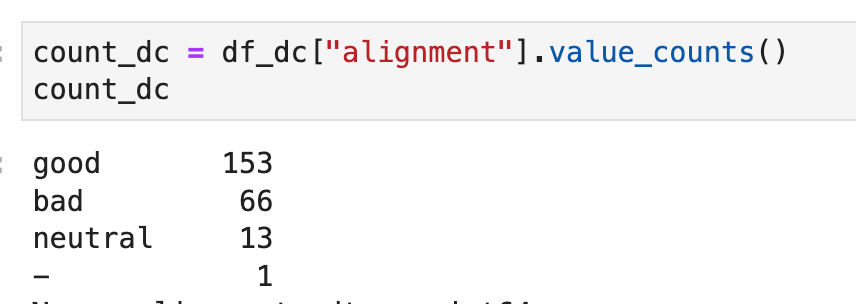 count_dc = df_dc["alignment"].value_counts()
count_dc
good 153
bad 66
neutral 13
- 1